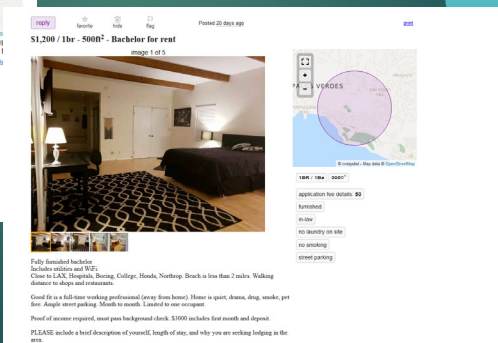 reply
favorite
hide
flag
Posted 20 days ago
$1,200 / 1br - 500ft² - Bachelor for rent
image 1 of 5
+
−
VERDES
© craigslist - Map data © OpenStreetMap
1BR / 1Ba
500ft²
application fee details: $0
furnished
in-law
no laundry on site
no smoking
street parking
Fully furnished bachelor
Includes utilities and WiFi.
Close to LAX, Hospitals, Boeing, College, Honda, Northrop. Beach is less than 2 miles. Walking
distance to shops and restaurants.
Good fit is a full-time working professional (away from home). Home is quiet, drama, drug, smoke, pet
free. Ample street parking. Month to month. Limited to one occupant.
Proof of income required, must pass background check. $3000 includes first month and deposit.
PLEASE include a brief description of yourself, length of stay, and why you are seeking lodging in the
area.